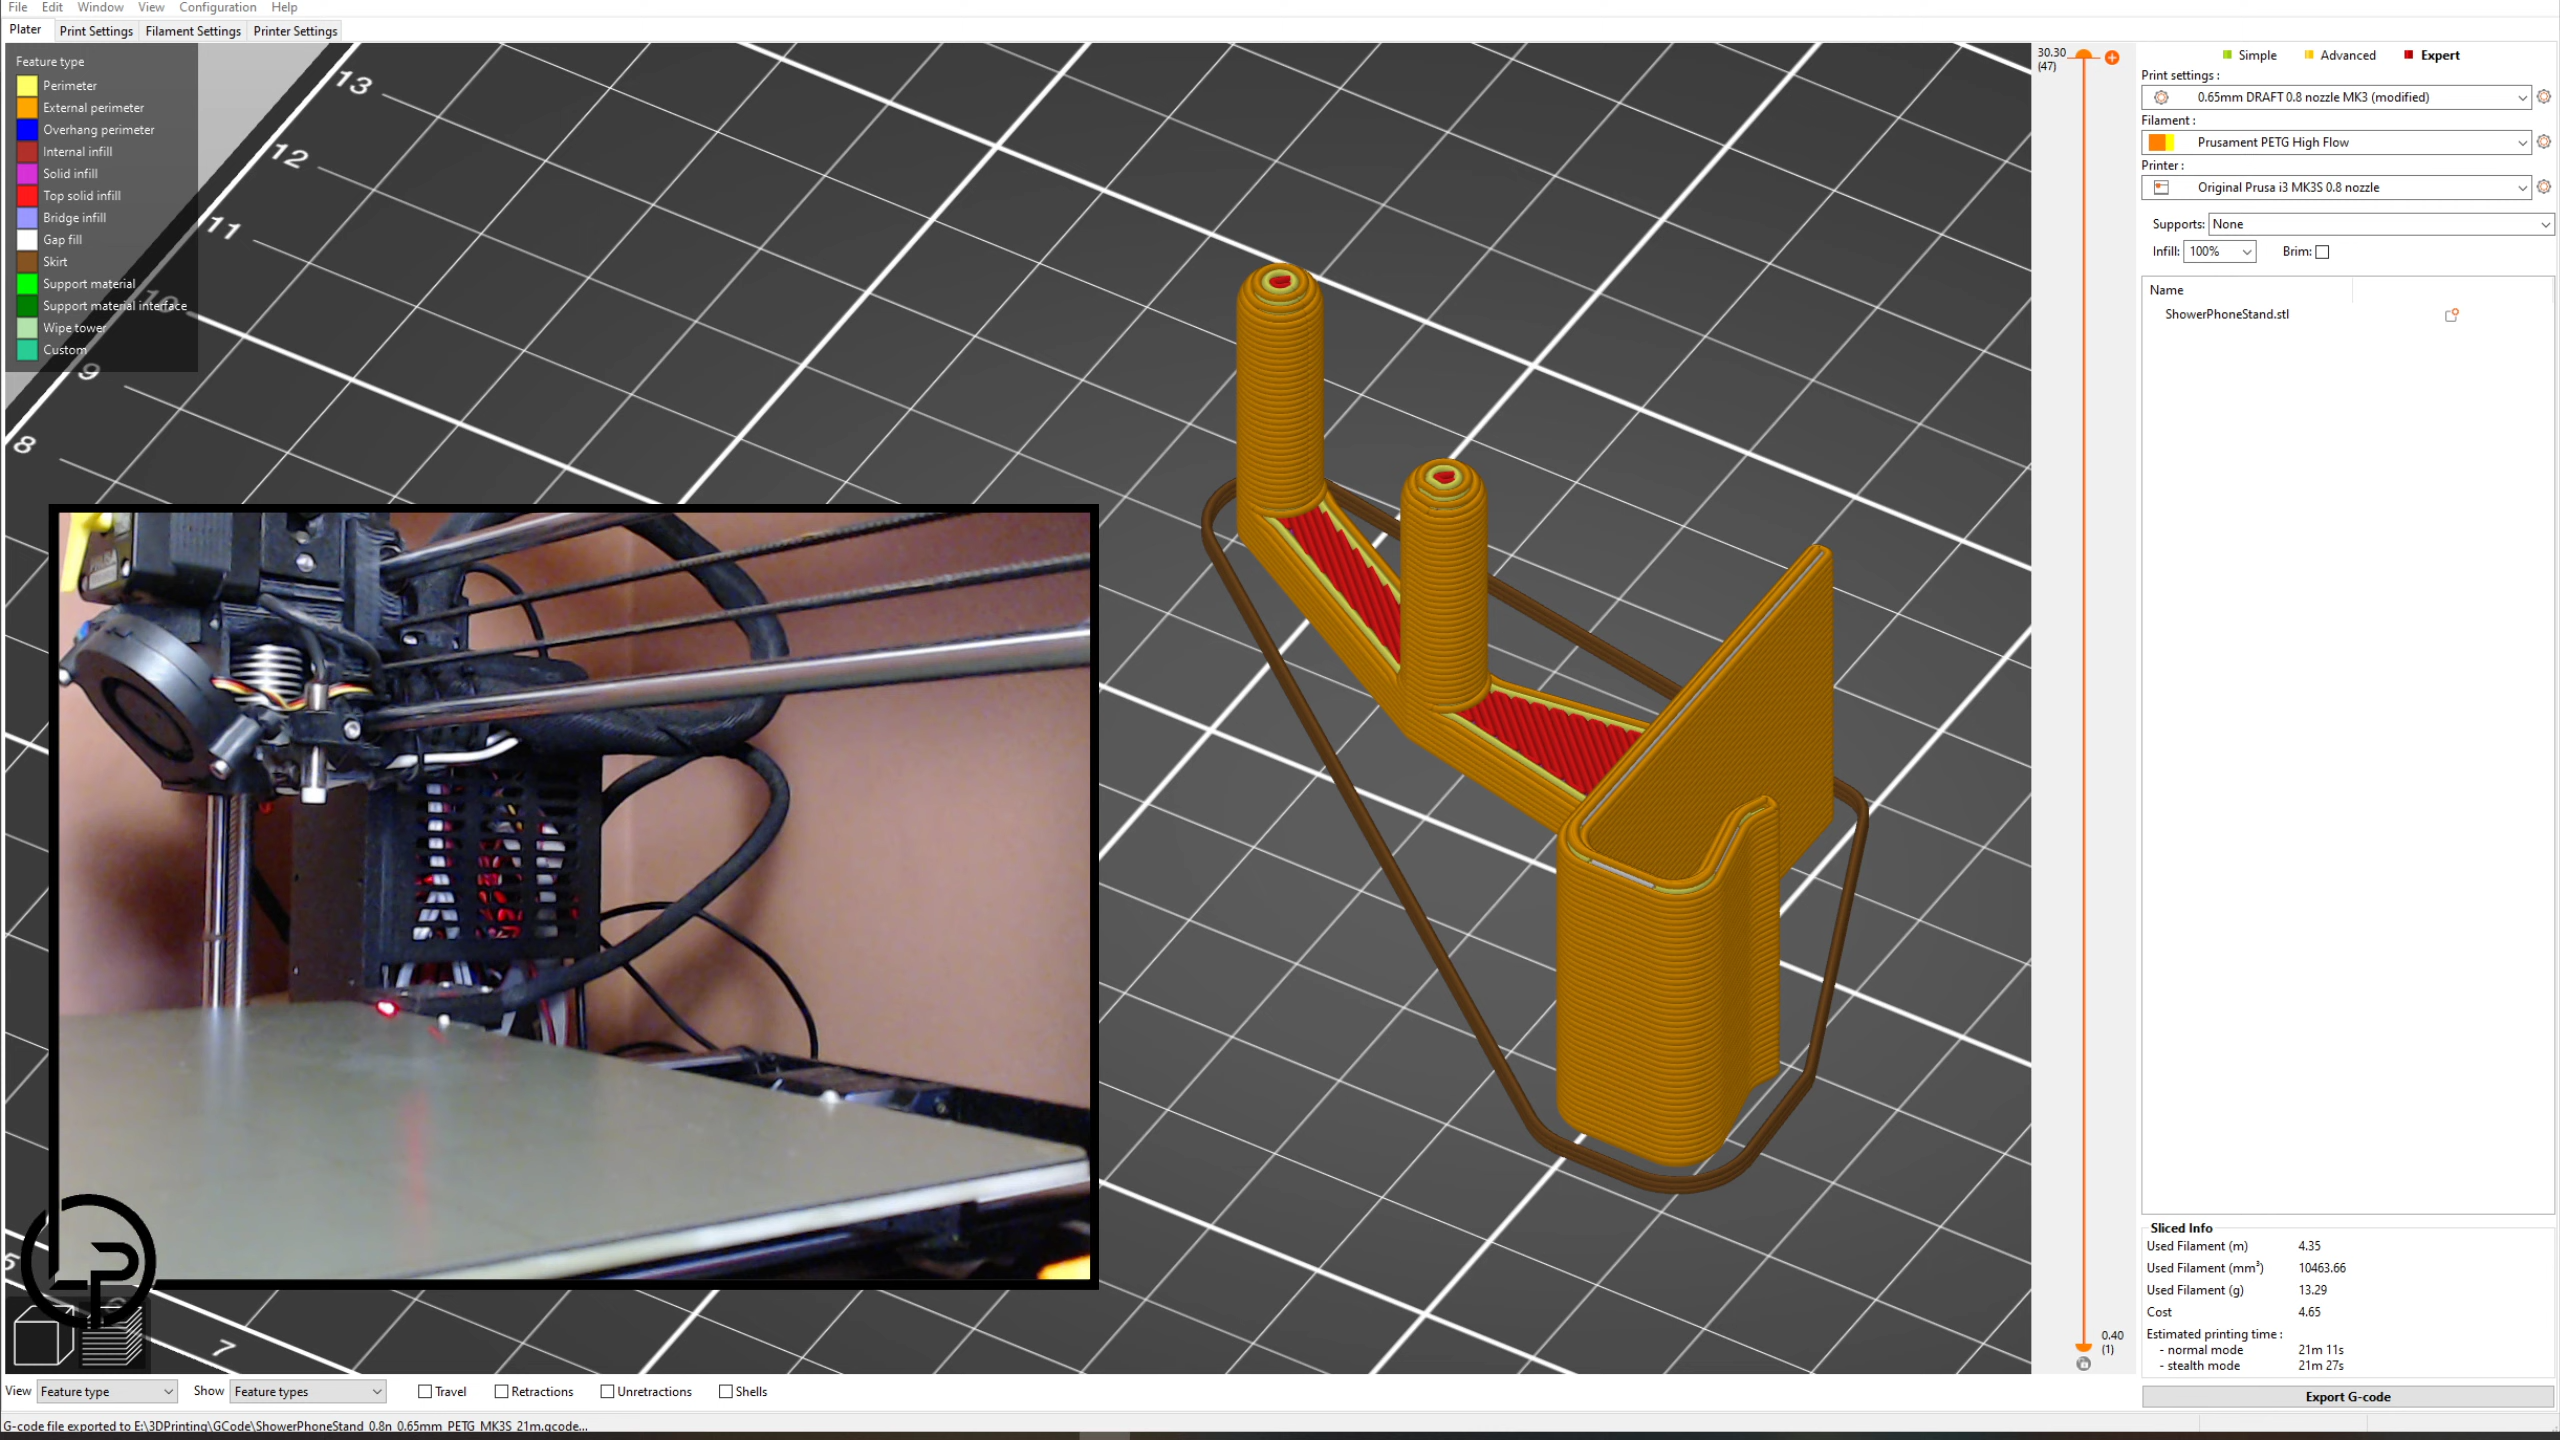 File Edit Window View Configuration Help
Plater Print Settings Filament Settings Printer Settings
Feature type
Perimeter
External perimeter
Overhang perimeter
Internal infill
Solid infill
Top solid infill
Bridge infill
Gap fill
Skirt
Support material
Support material interface
Wipe tower
Custom
13
12
11
10
9
8
7
6
5
30.30
(47)
0.40
(1)
Simple Advanced Expert
Print settings :
0.65mm DRAFT 0.8 nozzle MK3 (modified)
Filament :
Prusament PETG High Flow
Printer :
Original Prusa i3 MK3S 0.8 nozzle
Supports: None
Infill: 100% Brim:
Name
ShowerPhoneStand.stl
Sliced Info
Used Filament (m) 4.35
Used Filament (mm³) 10463.66
Used Filament (g) 13.29
Cost 4.65
Estimated printing time :
- normal mode 21m 11s
- stealth mode 21m 27s
Export G-code
View Feature type Show Feature types Travel Retractions Unretractions Shells
G-code file exported to E:\3DPrinting\GCode\ShowerPhoneStand_0.8n_0.65mm_PETG_MK3S_21m.gcode...